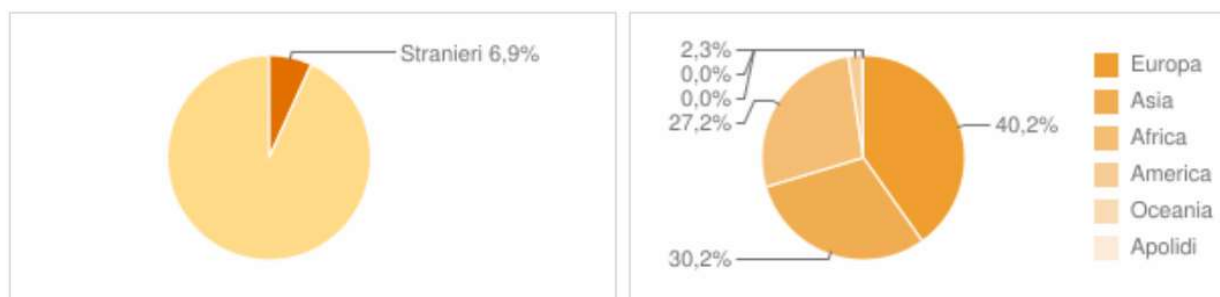 Stranieri 6,9%
2,3%
0,0%
0,0%
27,2%
40,2%
30,2%
Europa
Asia
Africa
America
Oceania
Apolidi